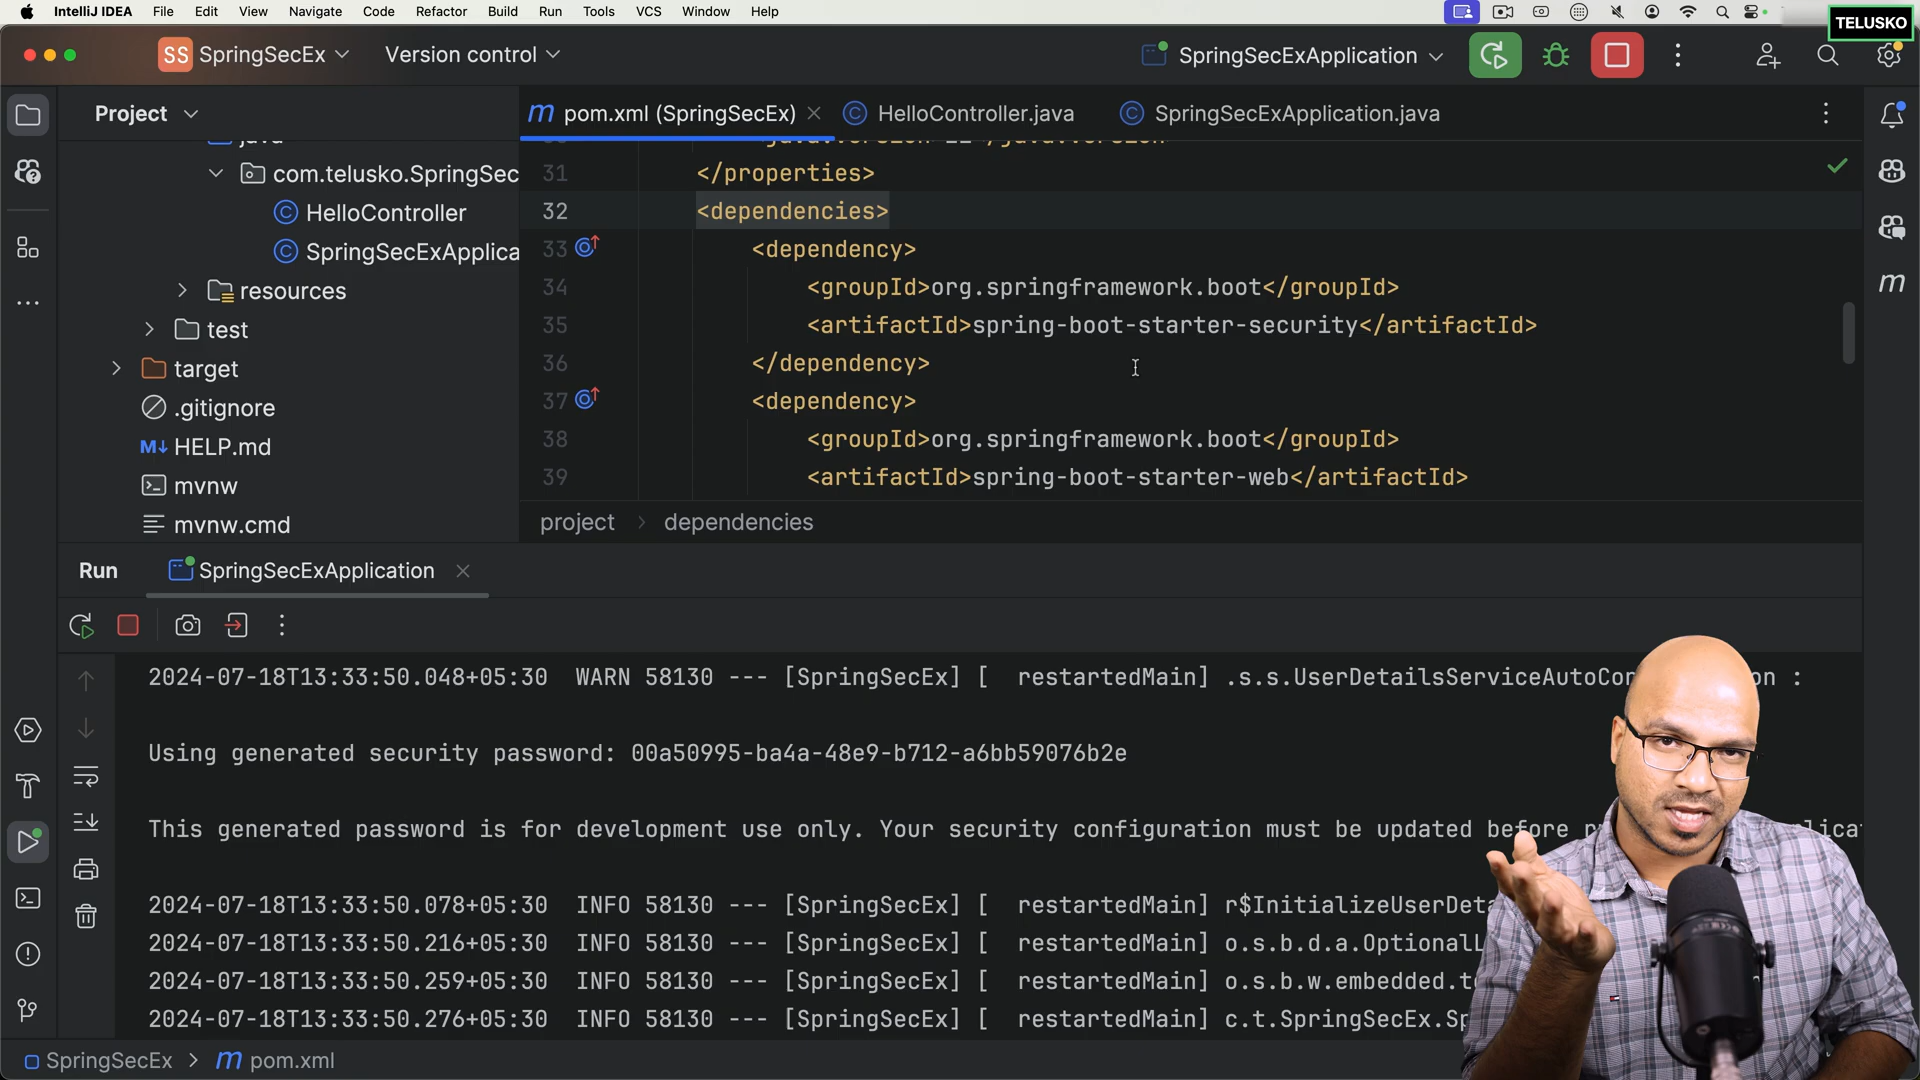 IntelliJ IDEA File Edit View Navigate Code Refactor Build Run Tools VCS Window Help
TELUSKO
SS SpringSecEx Version control SpringSecExApplication
Project
pom.xml (SpringSecEx) HelloController.java SpringSecExApplication.java
java
com.telusko.SpringSec
HelloController
SpringSecExApplica
resources
test
target
.gitignore
M↓ HELP.md
mvnw
mvnw.cmd
31 </properties>
32 <dependencies>
33 <dependency>
34 <groupId>org.springframework.boot</groupId>
35 <artifactId>spring-boot-starter-security</artifactId>
36 </dependency>
37 <dependency>
38 <groupId>org.springframework.boot</groupId>
39 <artifactId>spring-boot-starter-web</artifactId>
project > dependencies
Run SpringSecExApplication
2024-07-18T13:33:50.048+05:30 WARN 58130 --- [SpringSecEx] [ restartedMain] .s.s.UserDetailsServiceAutoCon on :
Using generated security password: 00a50995-ba4a-48e9-b712-a6bb59076b2e
This generated password is for development use only. Your security configuration must be updated before
2024-07-18T13:33:50.078+05:30 INFO 58130 --- [SpringSecEx] [ restartedMain] r$InitializeUserDeta
2024-07-18T13:33:50.216+05:30 INFO 58130 --- [SpringSecEx] [ restartedMain] o.s.b.d.a.OptionalL
2024-07-18T13:33:50.259+05:30 INFO 58130 --- [SpringSecEx] [ restartedMain] o.s.b.w.embedded.to
2024-07-18T13:33:50.276+05:30 INFO 58130 --- [SpringSecEx] [ restartedMain] c.t.SpringSecEx.Sp
SpringSecEx > pom.xml